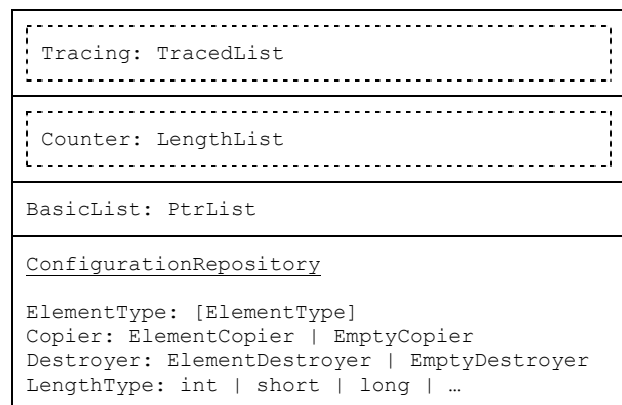 Tracing: TracedList
Counter: LengthList
BasicList: PtrList
ConfigurationRepository
ElementType: [ElementType]
Copier: ElementCopier | EmptyCopier
Destroyer: ElementDestroyer | EmptyDestroyer
LengthType: int | short | long | …